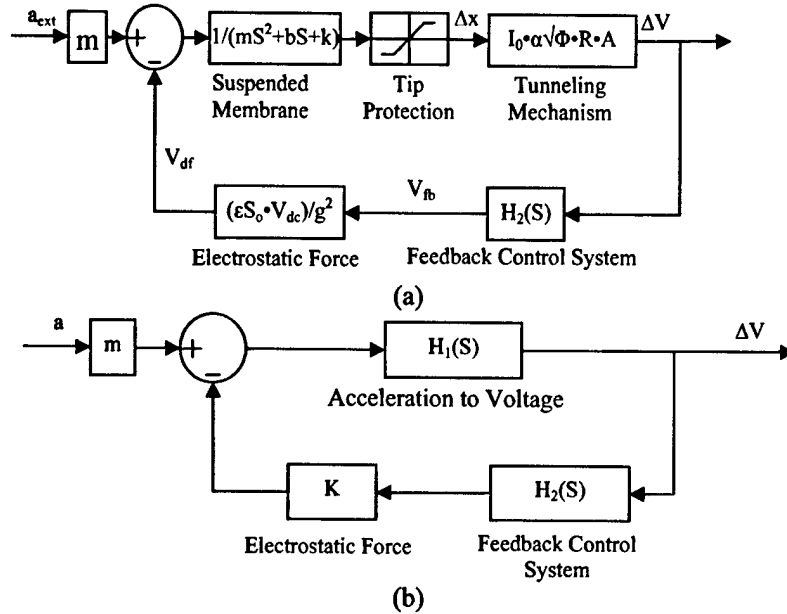 a_ext
m
+
−
1/(mS²+bS+k)
Suspended
Membrane
Tip
Protection
Δx
I₀•α√Φ•R•A
Tunneling
Mechanism
ΔV
V_df
(εSₒ•V_dc)/g²
Electrostatic Force
V_fb
H₂(S)
Feedback Control System
(a)
a
m
+
−
H₁(S)
Acceleration to Voltage
ΔV
K
Electrostatic Force
H₂(S)
Feedback Control
System
(b)